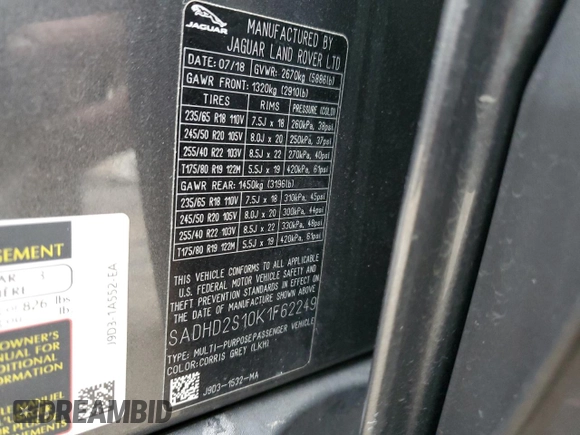 JAGUAR
MANUFACTURED BY
JAGUAR LAND ROVER LTD
DATE: 07/18 GVWR: 2670kg (5886lb)
GAWR FRONT: 1320kg (2910lb)
TIRES RIMS PRESSURE (COLD)
235/65 R18 110V 7.5J x 18 260kPa, 38psi
245/50 R20 105V 8.0J x 20 250kPa, 37psi
255/40 R22 103V 8.5J x 22 270kPa, 40psi
T175/80 R19 122M 5.5J x 19 420kPa, 61psi
GAWR REAR: 1450kg (3196lb)
235/65 R18 110V 7.5J x 18 310kPa, 45psi
245/50 R20 105V 8.0J x 20 300kPa, 44psi
255/40 R22 103V 8.5J x 22 330kPa, 48psi
T175/80 R19 122M 5.5J x 19 420kPa, 61psi
THIS VEHICLE CONFORMS TO ALL APPLICABLE
U.S. FEDERAL MOTOR VEHICLE SAFETY AND
THEFT PREVENTION STANDARDS IN EFFECT ON
DATE OF MANUFACTURE
SADHD2S10K1F62249
TYPE: MULTI-PURPOSE PASSENGER VEHICLE
COLOR: CORRIS GREY (LKH)
J9D3-1532-MA
J9D3-1A552-EA
GEMENT
AR 3
IÈRE
826 lbs
lb
OWNER'S
NUAL FOR
DDITIONAL
ORMATION
DREAMBID